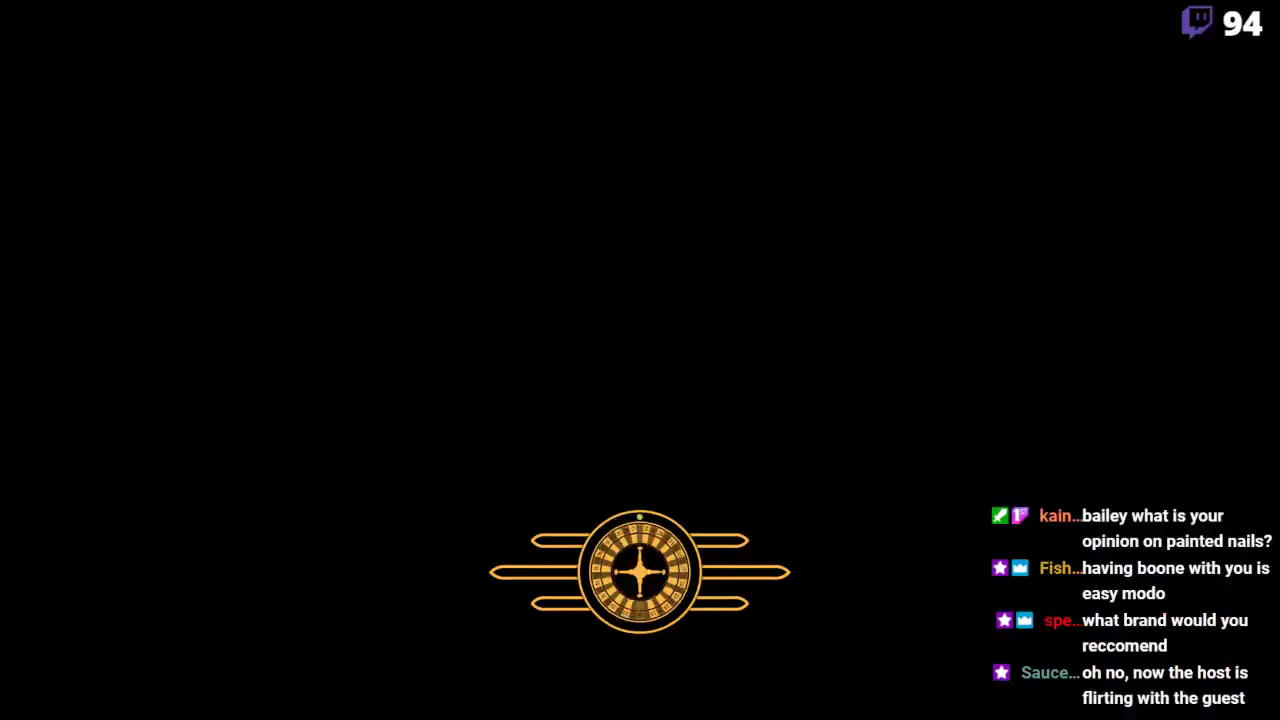 94
kain...bailey what is your
opinion on painted nails?
Fish...having boone with you is
easy modo
spe...what brand would you
reccomend
Sauce...oh no, now the host is
flirting with the guest